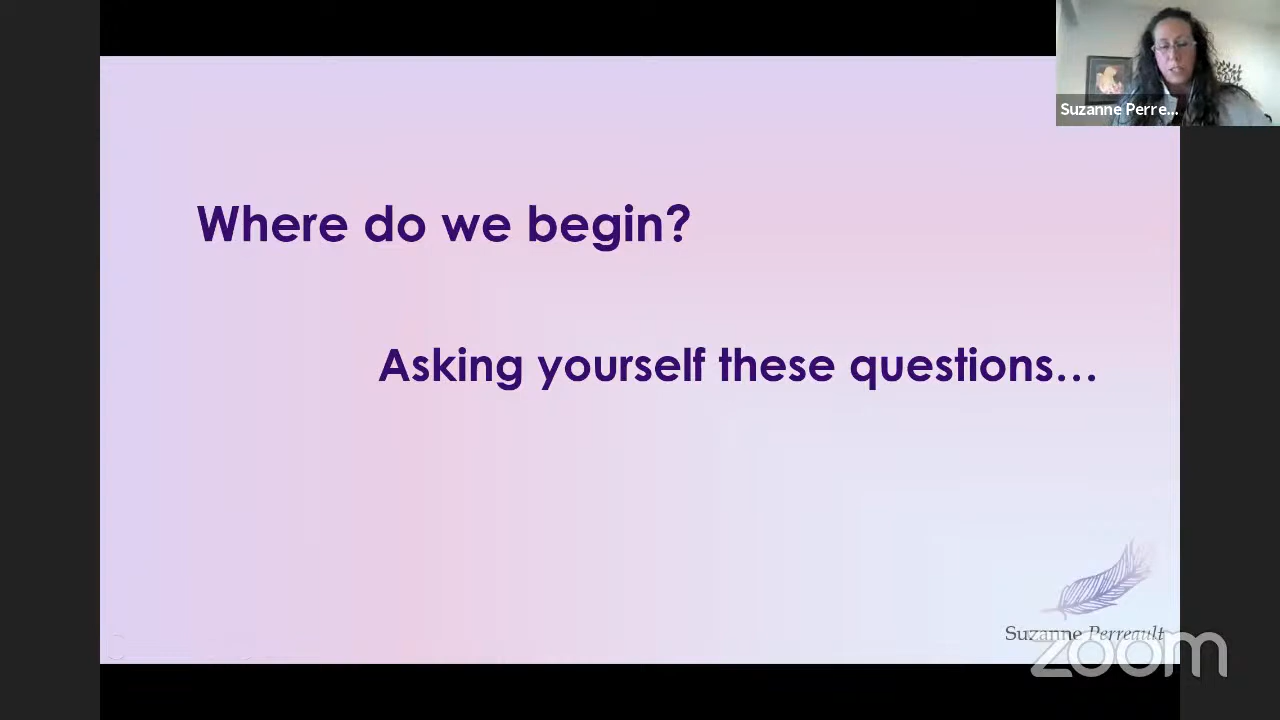 Suzanne Perre...
Where do we begin?
Asking yourself these questions...
Suzanne Perreault
zoom